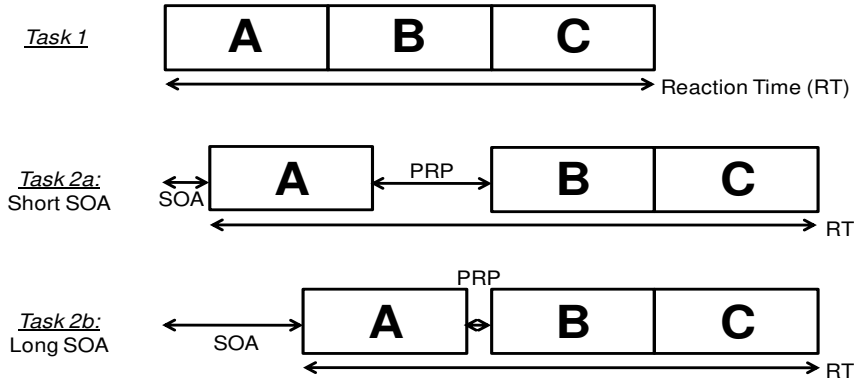 Task 1
A B C
Reaction Time (RT)
Task 2a:
Short SOA
SOA
A
PRP
B C
RT
Task 2b:
Long SOA
SOA
A
PRP
B C
RT